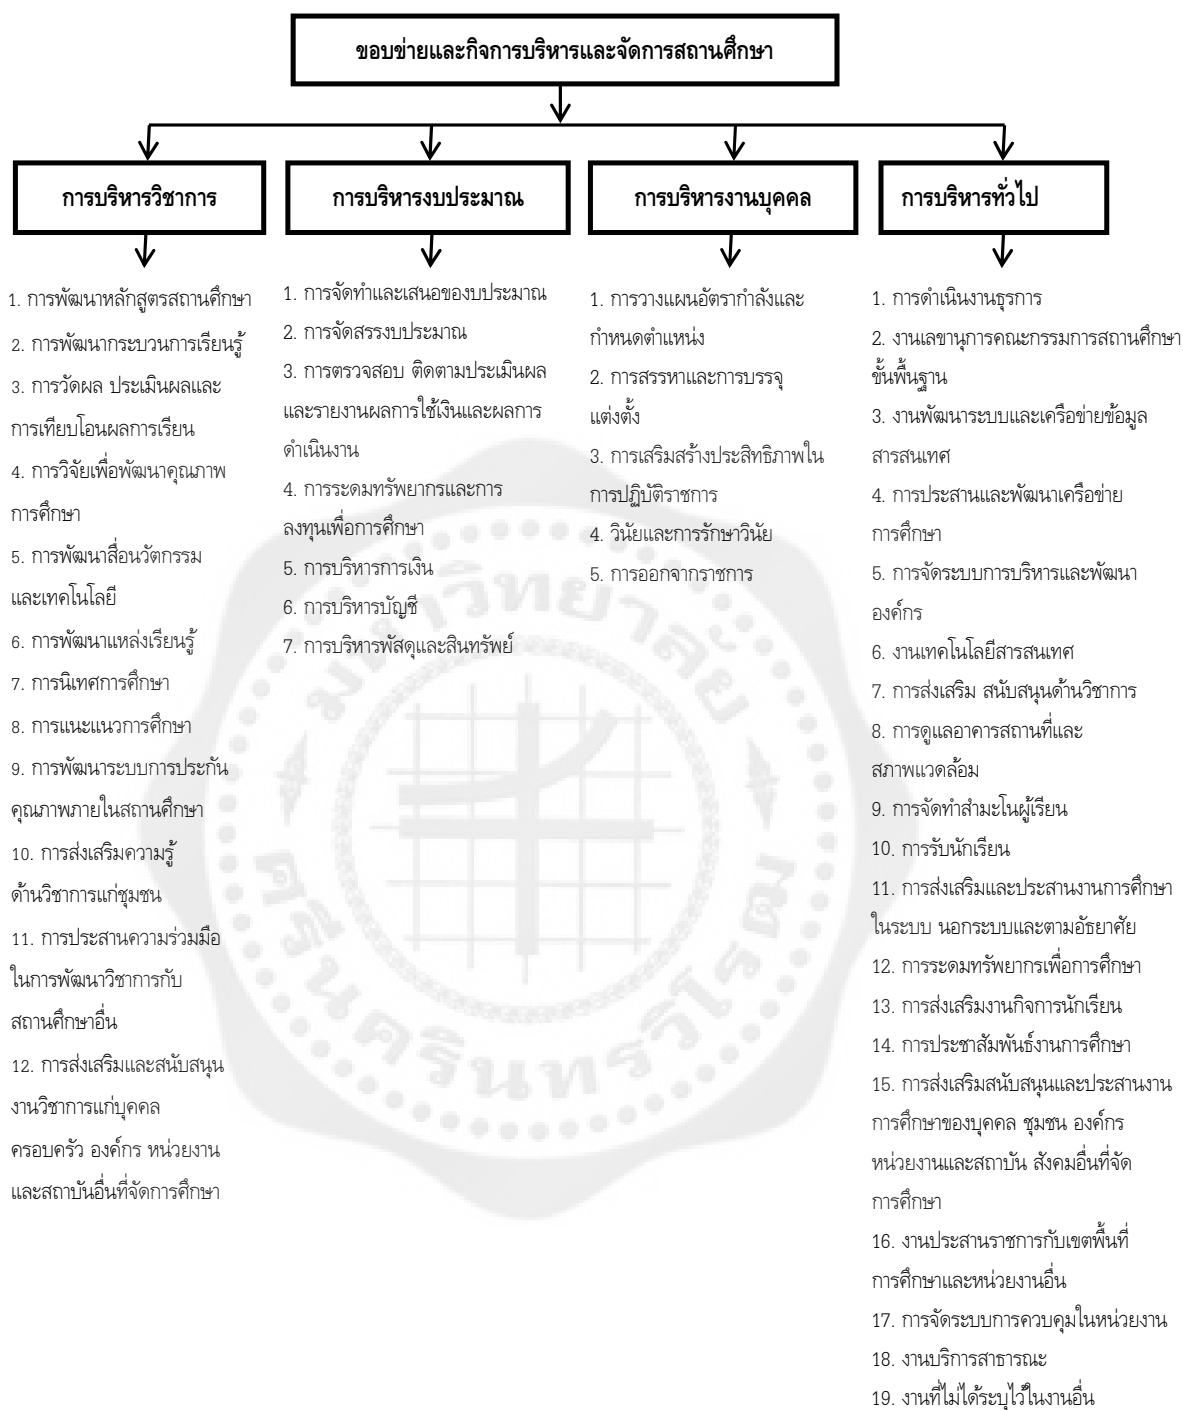 ขอบข่ายและกิจการบริหารและจัดการสถานศึกษา
การบริหารวิชาการ
1. การพัฒนาหลักสูตรสถานศึกษา
2. การพัฒนากระบวนการเรียนรู้
3. การวัดผล ประเมินผลและ
การเทียบโอนผลการเรียน
4. การวิจัยเพื่อพัฒนาคุณภาพ
การศึกษา
5. การพัฒนาสื่อนวัตกรรม
และเทคโนโลยี
6. การพัฒนาแหล่งเรียนรู้
7. การนิเทศการศึกษา
8. การแนะแนวการศึกษา
9. การพัฒนาระบบการประกัน
คุณภาพภายในสถานศึกษา
10. การส่งเสริมความรู้
ด้านวิชาการแก่ชุมชน
11. การประสานความร่วมมือ
ในการพัฒนาวิชาการกับ
สถานศึกษาอื่น
12. การส่งเสริมและสนับสนุน
งานวิชาการแก่บุคคล
ครอบครัว องค์กร หน่วยงาน
และสถาบันอื่นที่จัดการศึกษา
การบริหารงบประมาณ
1. การจัดทำและเสนอของบประมาณ
2. การจัดสรรงบประมาณ
3. การตรวจสอบ ติดตามประเมินผล
และรายงานผลการใช้เงินและผลการ
ดำเนินงาน
4. การระดมทรัพยากรและการ
ลงทุนเพื่อการศึกษา
5. การบริหารการเงิน
6. การบริหารบัญชี
7. การบริหารพัสดุและสินทรัพย์
การบริหารงานบุคคล
1. การวางแผนอัตรากำลังและ
กำหนดตำแหน่ง
2. การสรรหาและการบรรจุ
แต่งตั้ง
3. การเสริมสร้างประสิทธิภาพใน
การปฏิบัติราชการ
4. วินัยและการรักษาวินัย
5. การออกจากราชการ
การบริหารทั่วไป
1. การดำเนินงานธุรการ
2. งานเลขานุการคณะกรรมการสถานศึกษา
ขั้นพื้นฐาน
3. งานพัฒนาระบบและเครือข่ายข้อมูล
สารสนเทศ
4. การประสานและพัฒนาเครือข่าย
การศึกษา
5. การจัดระบบการบริหารและพัฒนา
องค์กร
6. งานเทคโนโลยีสารสนเทศ
7. การส่งเสริม สนับสนุนด้านวิชาการ
8. การดูแลอาคารสถานที่และ
สภาพแวดล้อม
9. การจัดทำสำมะโนผู้เรียน
10. การรับนักเรียน
11. การส่งเสริมและประสานงานการศึกษา
ในระบบ นอกระบบและตามอัธยาศัย
12. การระดมทรัพยากรเพื่อการศึกษา
13. การส่งเสริมงานกิจการนักเรียน
14. การประชาสัมพันธ์งานการศึกษา
15. การส่งเสริมสนับสนุนและประสานงาน
การศึกษาของบุคคล ชุมชน องค์กร
หน่วยงานและสถาบัน สังคมอื่นที่จัด
การศึกษา
16. งานประสานราชการกับเขตพื้นที่
การศึกษาและหน่วยงานอื่น
17. การจัดระบบการควบคุมในหน่วยงาน
18. งานบริการสาธารณะ
19. งานที่ไม่ได้ระบุไว้ในงานอื่น
มหาวิทยาลัย
ศรีนครินทรวิโรฒ